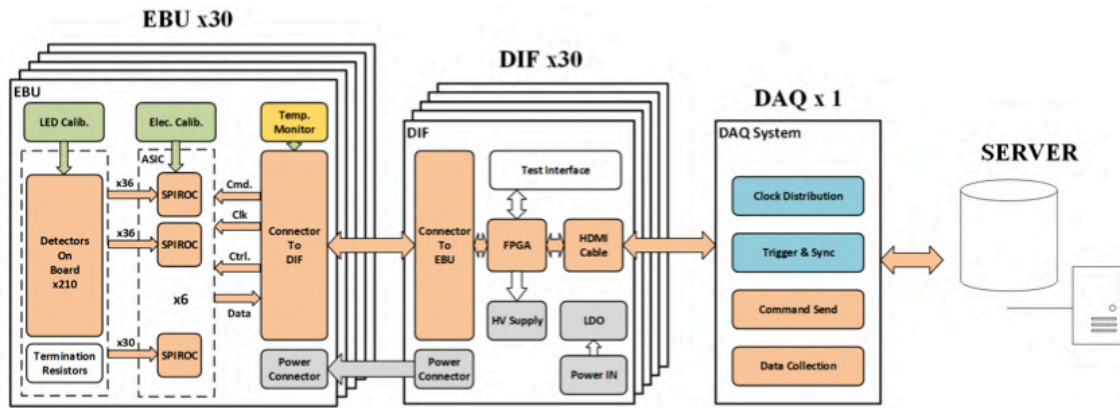 EBU x30
DIF x30
DAQ x 1
SERVER
EBU
LED Calib.
Elec. Calib.
Temp.
Monitor
ASIC
x36
SPIROC
x36
SPIROC
x6
x30
SPIROC
Detectors
On
Board
x210
Termination
Resistors
Cmd.
Clk
Ctrl.
Data
Connector
To
DIF
Power
Connector
DIF
Connector
To
EBU
Power
Connector
Test Interface
FPGA
HDMI
Cable
HV Supply
LDO
Power IN
DAQ System
Clock Distribution
Trigger & Sync
Command Send
Data Collection